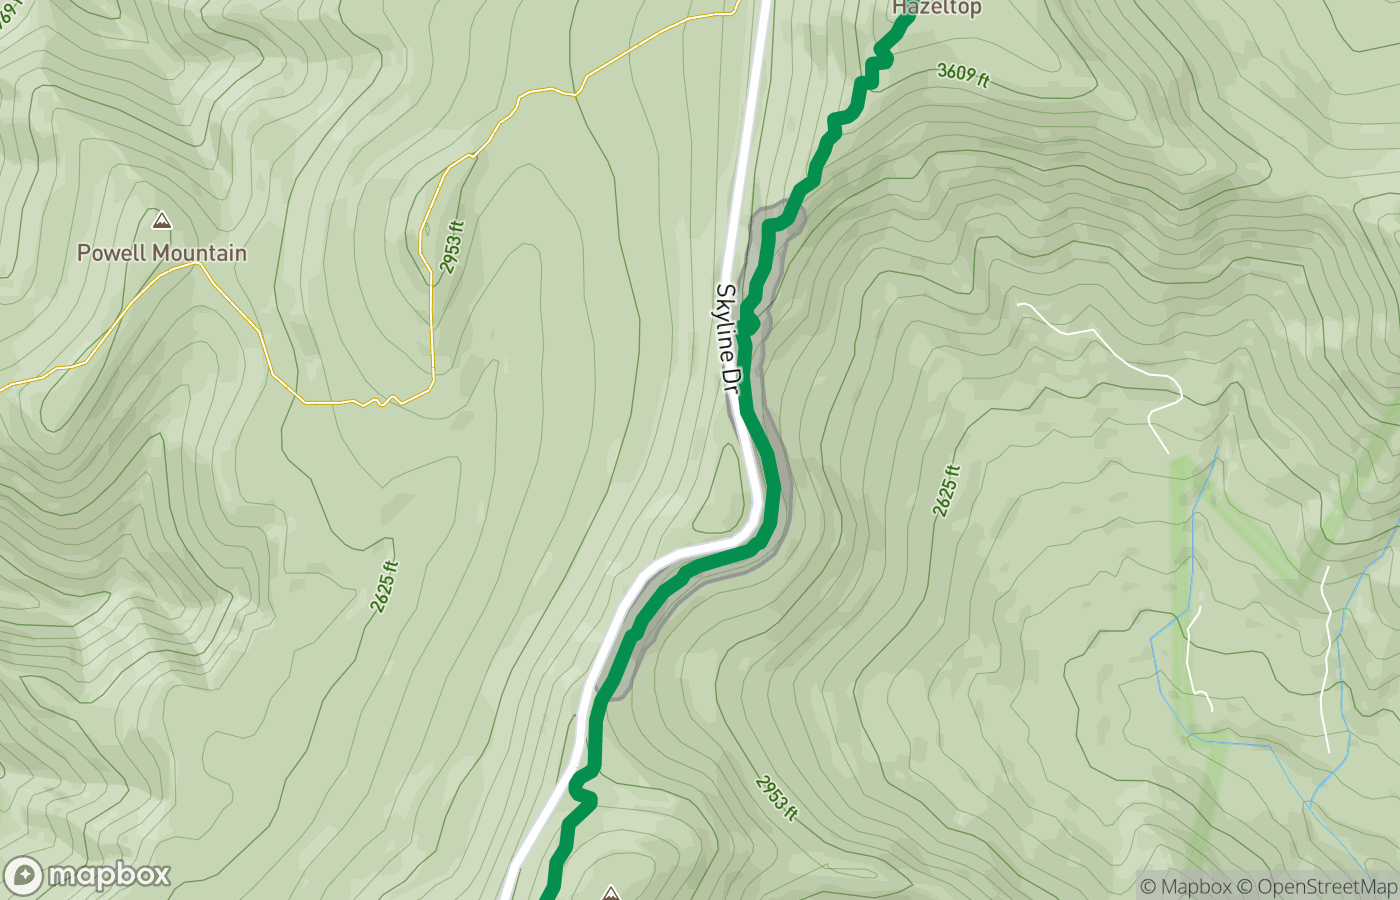 Hazeltop
3609 ft
Powell Mountain
2953 ft
Skyline Dr
2625 ft
2625 ft
2953 ft
mapbox
© Mapbox © OpenStreetMap